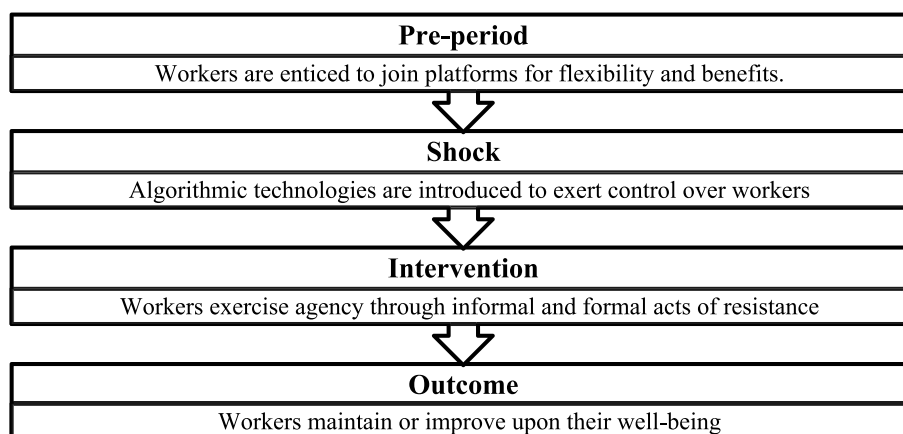 Pre-period
Workers are enticed to join platforms for flexibility and benefits.
Shock
Algorithmic technologies are introduced to exert control over workers
Intervention
Workers exercise agency through informal and formal acts of resistance
Outcome
Workers maintain or improve upon their well-being